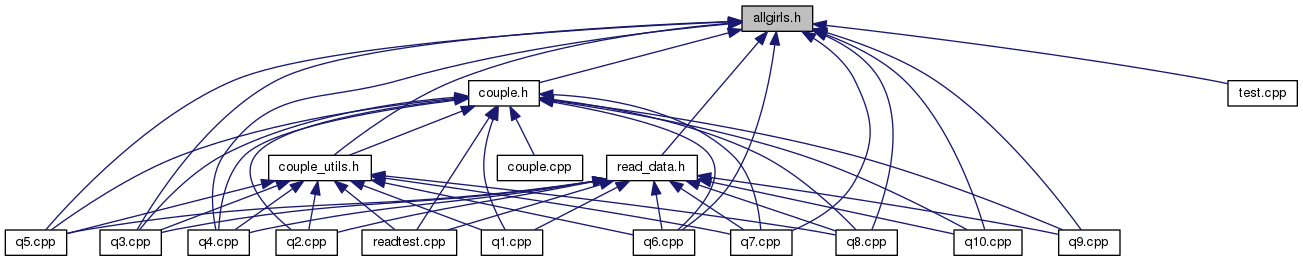 allgirls.h
couple.h
test.cpp
couple_utils.h
couple.cpp
read_data.h
q5.cpp
q3.cpp
q4.cpp
q2.cpp
readtest.cpp
q1.cpp
q6.cpp
q7.cpp
q8.cpp
q10.cpp
q9.cpp